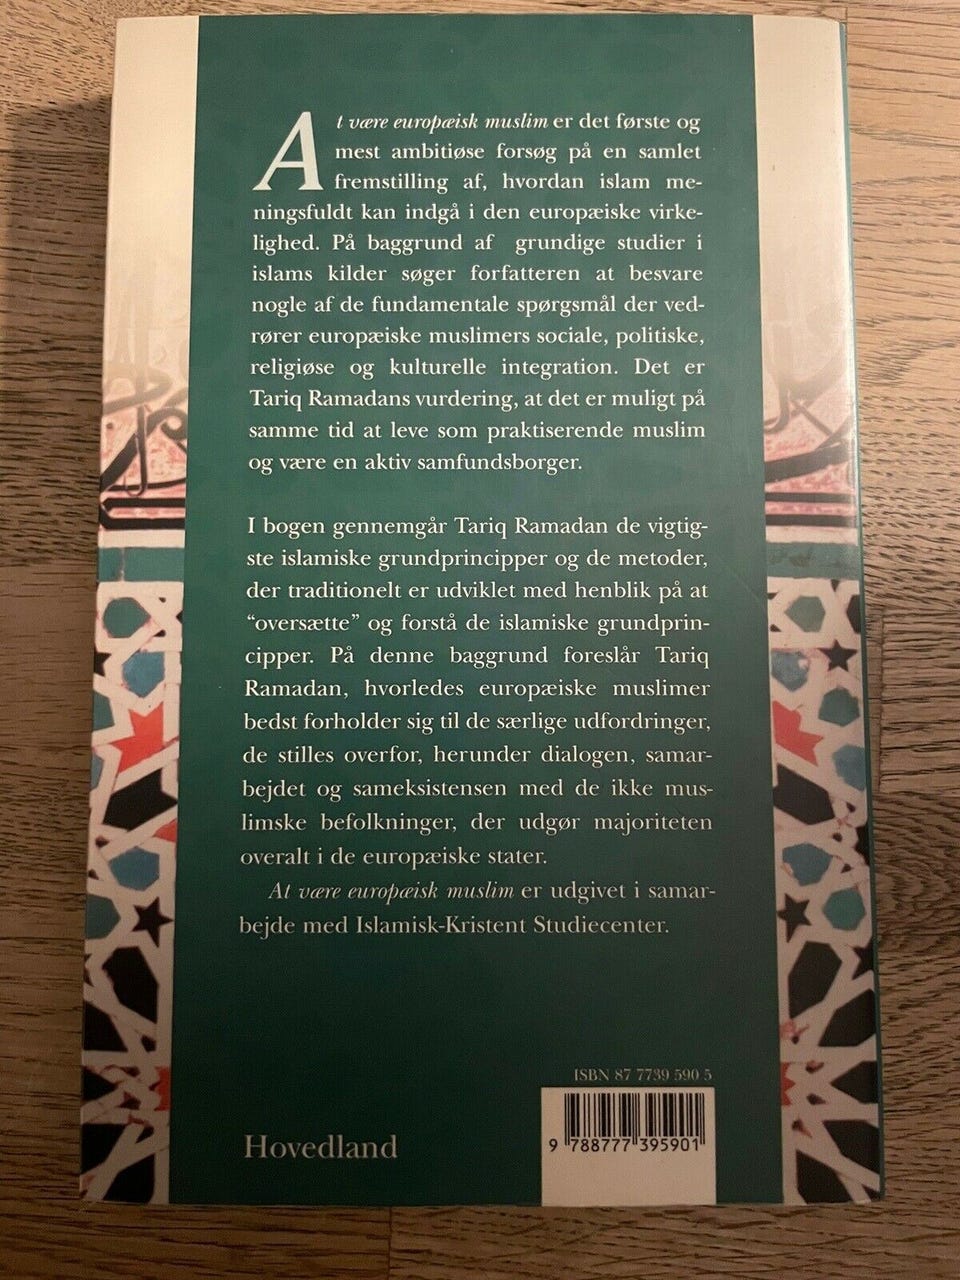 At være europæisk muslim er det første og
mest ambitiøse forsøg på en samlet
fremstilling af, hvordan islam me-
ningsfuldt kan indgå i den europæiske virke-
lighed. På baggrund af grundige studier i
islams kilder søger forfatteren at besvare
nogle af de fundamentale spørgsmål der ved-
rører europæiske muslimers sociale, politiske,
religiøse og kulturelle integration. Det er
Tariq Ramadans vurdering, at det er muligt på
samme tid at leve som praktiserende muslim
og være en aktiv samfundsborger.
I bogen gennemgår Tariq Ramadan de vigtig-
ste islamiske grundprincipper og de metoder,
der traditionelt er udviklet med henblik på at
“oversætte” og forstå de islamiske grundprin-
cipper. På denne baggrund foreslår Tariq
Ramadan, hvorledes europæiske muslimer
bedst forholder sig til de særlige udfordringer,
de stilles overfor, herunder dialogen, samar-
bejdet og sameksistensen med de ikke mus-
limske befolkninger, der udgør majoriteten
overalt i de europæiske stater.
At være europæisk muslim er udgivet i samar-
bejde med Islamisk-Kristent Studiecenter.
ISBN 87 7739 590 5
9 788777 395901
Hovedland